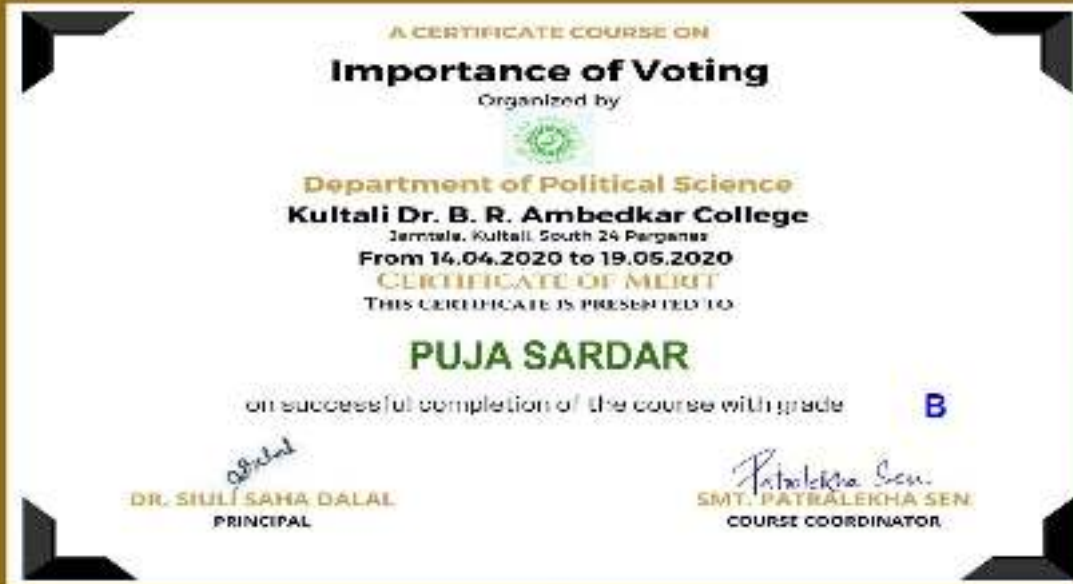 A CERTIFICATE COURSE ON
Importance of Voting
Organized by
Department of Political Science
Kultali Dr. B. R. Ambedkar College
Jamtala, Kultali, South 24 Parganas
From 14.04.2020 to 19.05.2020
CERTIFICATE OF MERIT
THIS CERTIFICATE IS PRESENTED TO
PUJA SARDAR
on successful completion of the course with grade B
Patralekha Sen.
DR. SIULI SAHA DALAL
SMT. PATRALEKHA SEN
PRINCIPAL
COURSE COORDINATOR